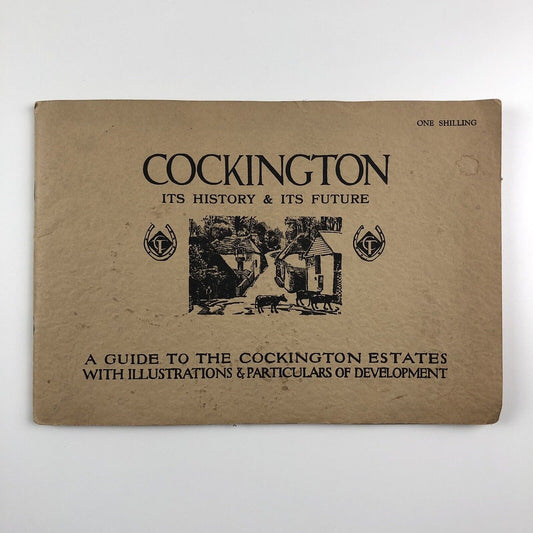 ONE SHILLING
COCKINGTON
ITS HISTORY & ITS FUTURE
A GUIDE TO THE COCKINGTON ESTATES
WITH ILLUSTRATIONS & PARTICULARS OF DEVELOPMENT